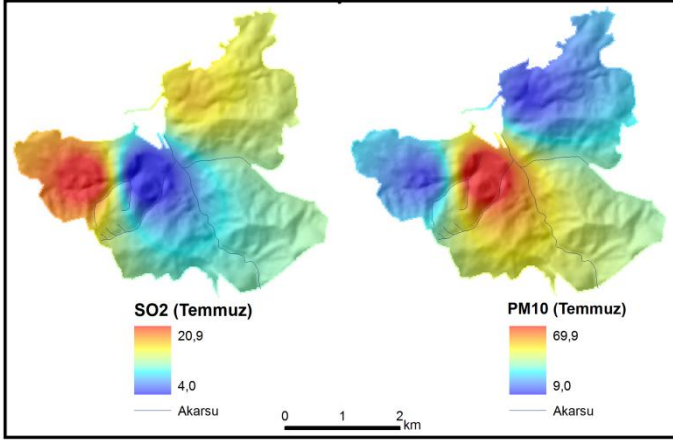 SO2 (Temmuz)
20,9
4,0
Akarsu
PM10 (Temmuz)
69,9
9,0
Akarsu
0 1 2
km